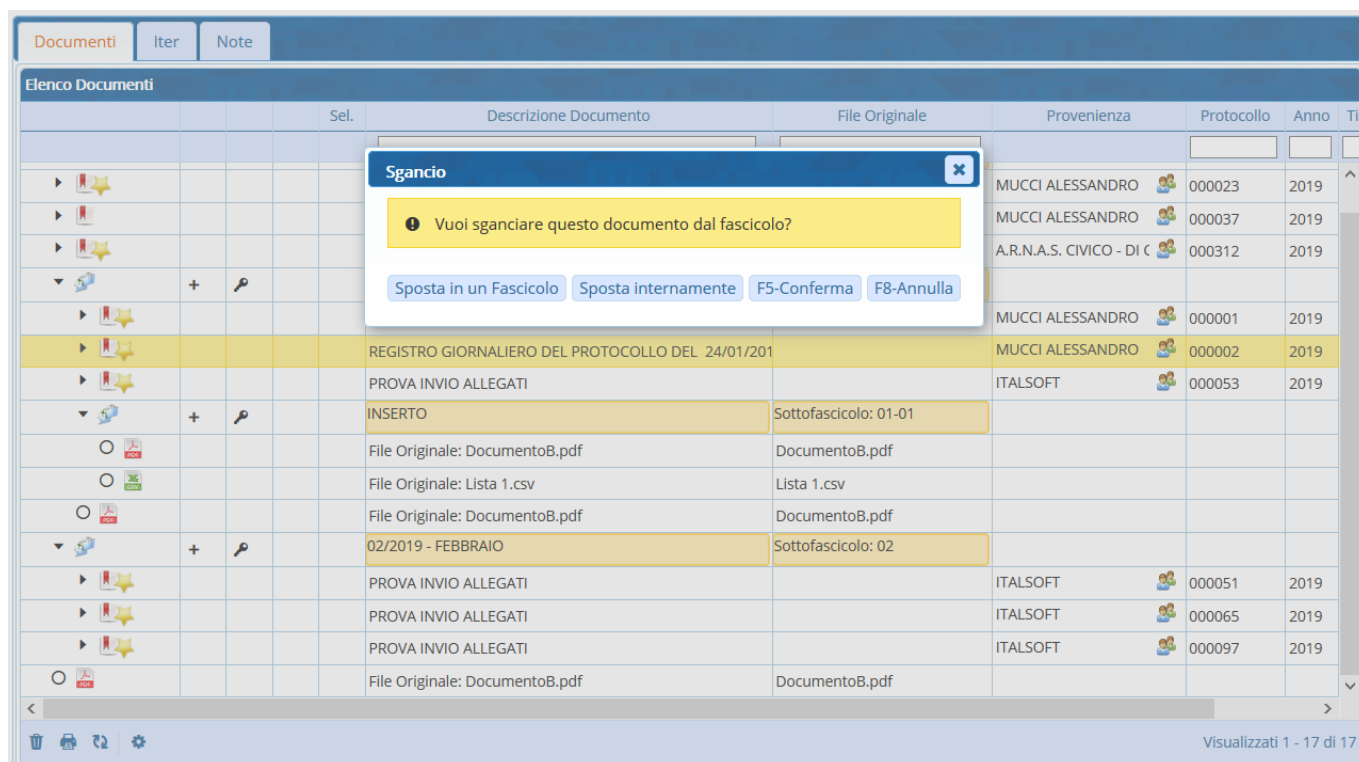 Documenti Iter Note
Elenco Documenti
Sel. Descrizione Documento File Originale Provenienza Protocollo Anno Ti
Sgancio
MUCCI ALESSANDRO 000023 2019
Vuoi sganciare questo documento dal fascicolo?
MUCCI ALESSANDRO 000037 2019
A.R.N.A.S. CIVICO - DI C 000312 2019
Sposta in un Fascicolo Sposta internamente F5-Conferma F8-Annulla
MUCCI ALESSANDRO 000001 2019
REGISTRO GIORNALIERO DEL PROTOCOLLO DEL 24/01/201 MUCCI ALESSANDRO 000002 2019
PROVA INVIO ALLEGATI ITALSOFT 000053 2019
INSERTO Sottofascicolo: 01-01
PDF File Originale: DocumentoB.pdf DocumentoB.pdf
CSV File Originale: Lista 1.csv Lista 1.csv
PDF File Originale: DocumentoB.pdf DocumentoB.pdf
02/2019 - FEBBRAIO Sottofascicolo: 02
PROVA INVIO ALLEGATI ITALSOFT 000051 2019
PROVA INVIO ALLEGATI ITALSOFT 000065 2019
PROVA INVIO ALLEGATI ITALSOFT 000097 2019
PDF File Originale: DocumentoB.pdf DocumentoB.pdf
Visualizzati 1 - 17 di 17